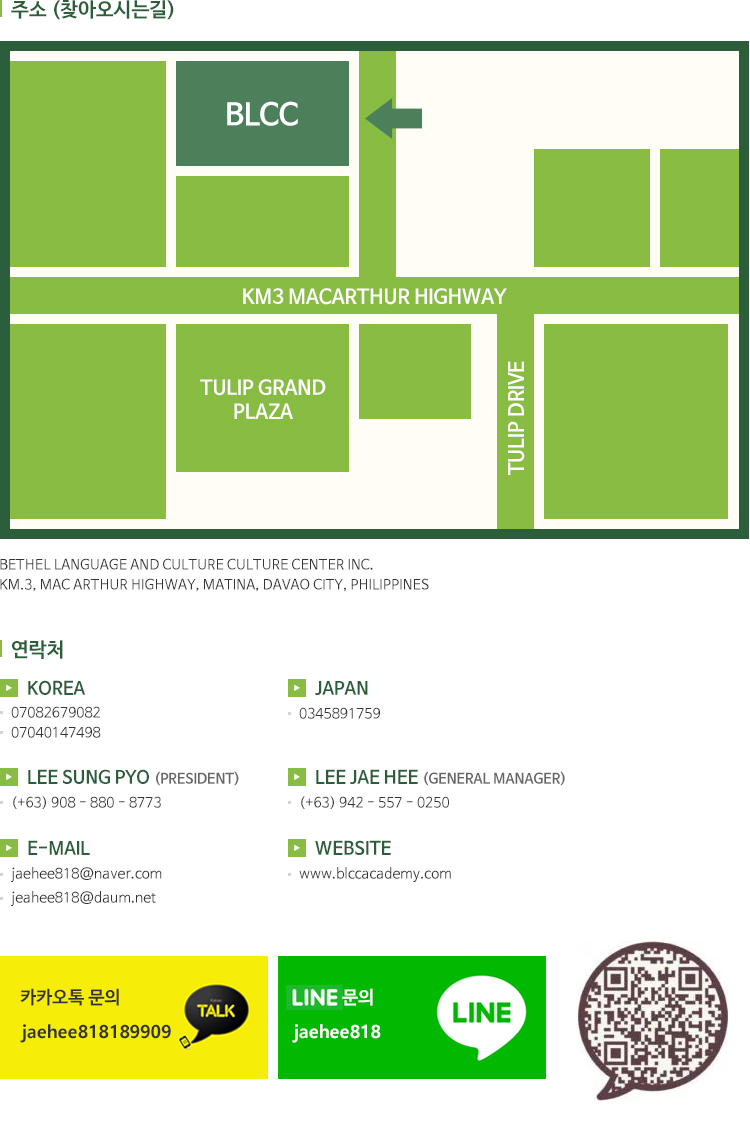 주소 (찾아오시는길)
BLCC
KM3 MACARTHUR HIGHWAY
TULIP GRAND
PLAZA
TULIP DRIVE
BETHEL LANGUAGE AND CULTURE CULTURE CENTER INC.
KM.3, MAC ARTHUR HIGHWAY, MATINA, DAVAO CITY, PHILIPPINES
연락처
KOREA
07082679082
07040147498
JAPAN
0345891759
LEE SUNG PYO (PRESIDENT)
(+63) 908 - 880 - 8773
LEE JAE HEE (GENERAL MANAGER)
(+63) 942 - 557 - 0250
E-MAIL
jaehee818@naver.com
jeahee818@daum.net
WEBSITE
www.blccacademy.com
카카오톡 문의
jaehee818189909
TALK
LINE 문의
jaehee818
LINE